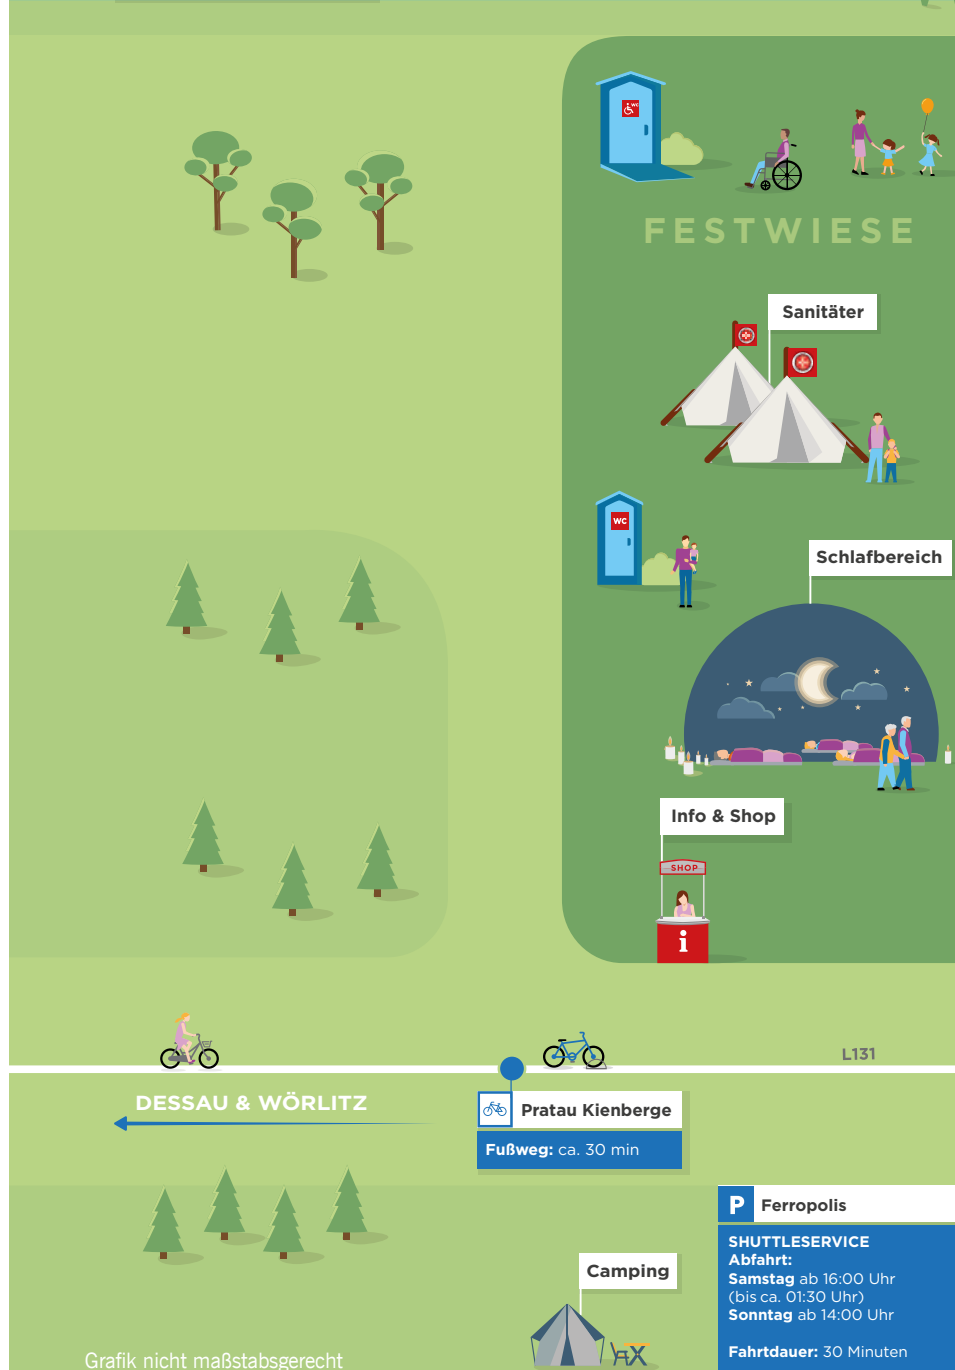 WC
FESTWIESE
Sanitäter
WC
Schlafbereich
Info & Shop
SHOP
i
L131
DESSAU & WÖRLITZ
Pratau Kienberge
Fußweg: ca. 30 min
P Ferropolis
SHUTTLESERVICE
Abfahrt:
Samstag ab 16:00 Uhr
(bis ca. 01:30 Uhr)
Sonntag ab 14:00 Uhr
Fahrtdauer: 30 Minuten
Camping
Grafik nicht maßstabsgerecht